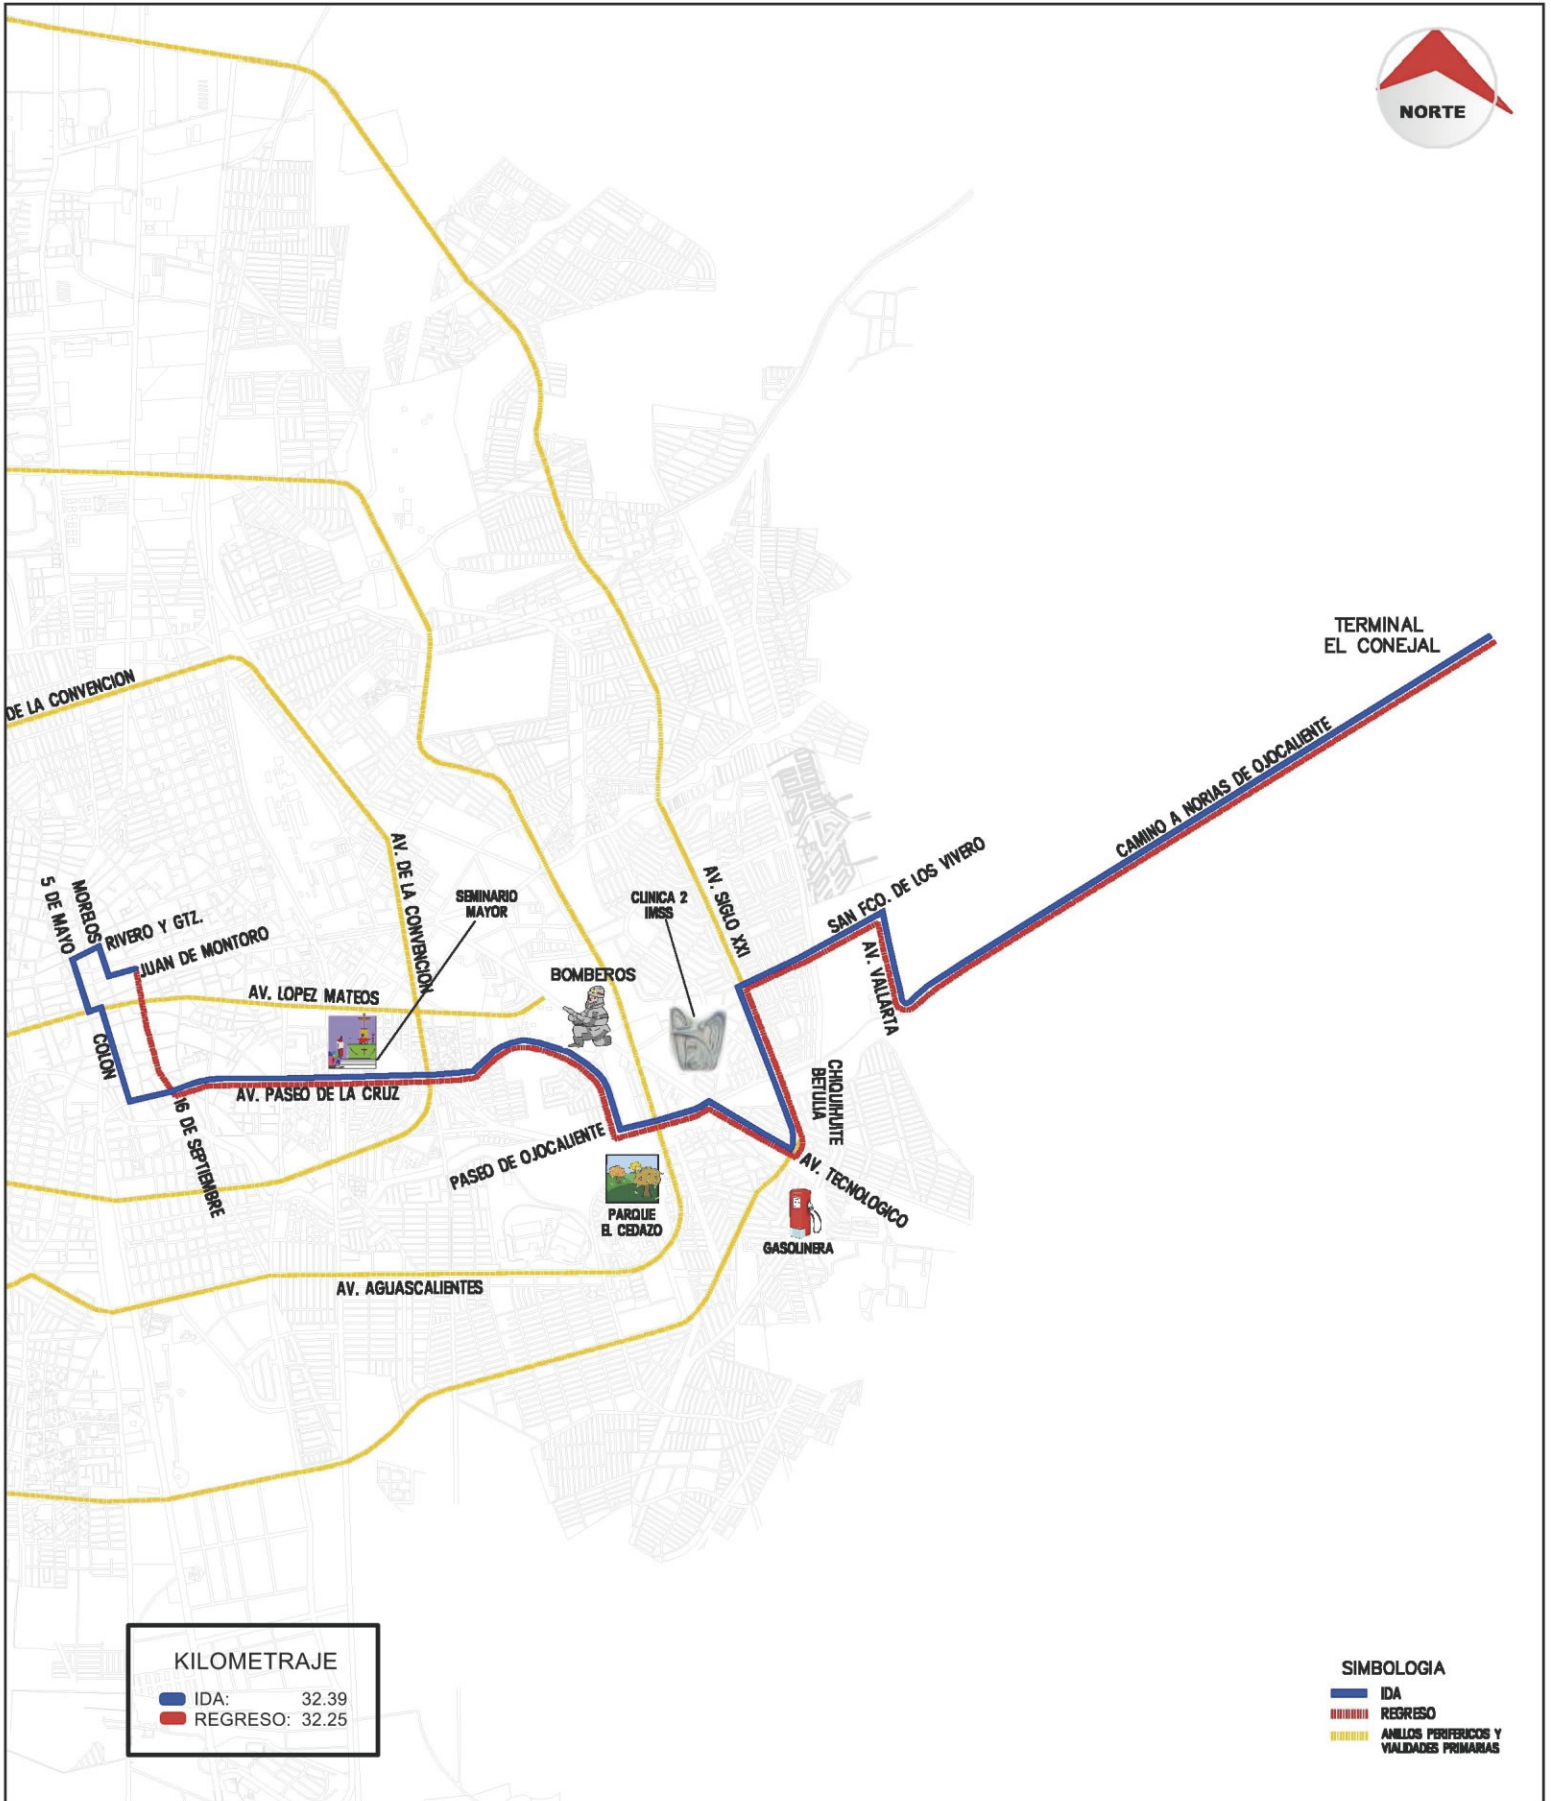 NORTE
TERMINAL
EL CONEJAL
CAMINO A NORIAS DE OJOCALIENTE
DE LA CONVENCION
SAN FCO. DE LOS VIVERO
AV. VALLARTA
AV. SIGLO XXI
AV. DE LA CONVENCION
SEMINARIO
MAYOR
CLINICA 2
IMSS
5 DE MAYO
MORELOS
RIVERO Y GTZ.
JUAN DE MONTORO
BOMBEROS
AV. LOPEZ MATEOS
COLON
AV. PASEO DE LA CRUZ
16 DE SEPTIEMBRE
CHIQUIHUITE
BETULIA
PASEO DE OJOCALIENTE
AV. TECNOLOGICO
PARQUE
EL CEDAZO
GASOLINERA
AV. AGUASCALIENTES
KILOMETRAJE
IDA: 32.39
REGRESO: 32.25
SIMBOLOGIA
IDA
REGRESO
ANILLOS PERIFERICOS Y
VIALIDADES PRIMARIAS